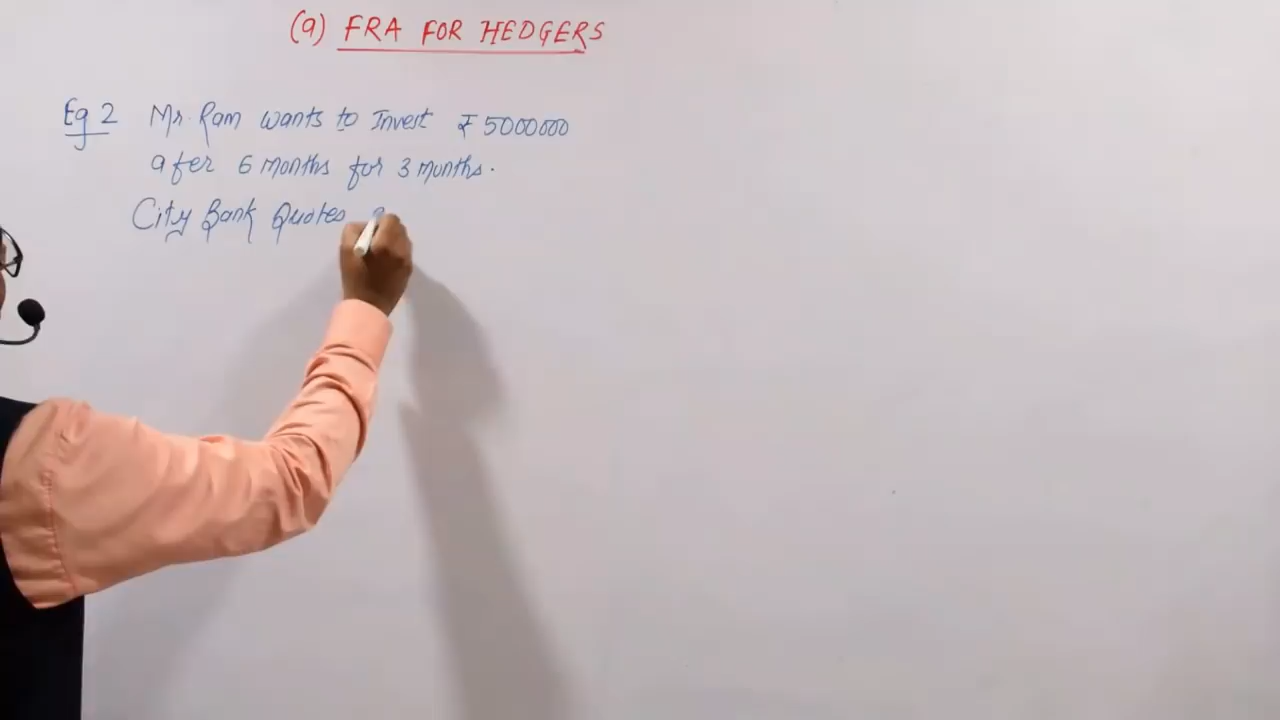 (a) FRA FOR HEDGERS
Eg 2 Mr. Ram wants to Invest ₹ 5000000
after 6 months for 3 months.
City Bank Quotes